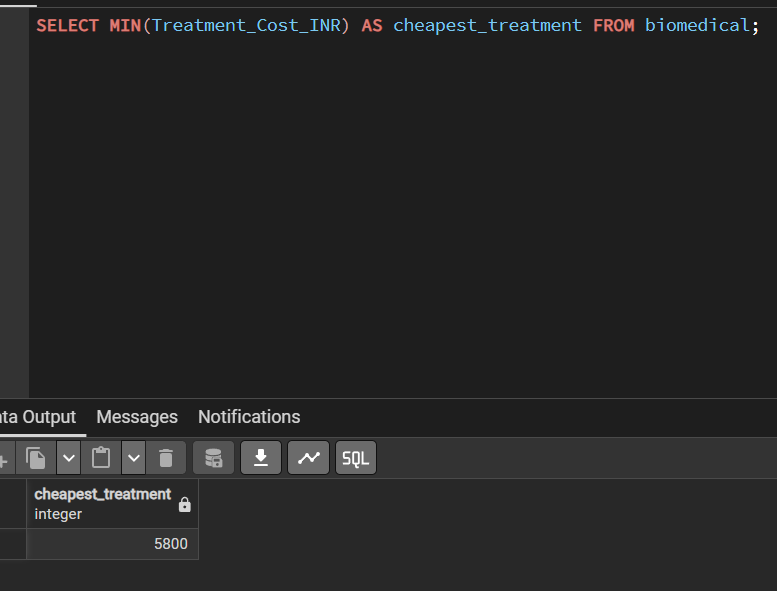 SELECT MIN(Treatment_Cost_INR) AS cheapest_treatment FROM biomedical;
ata Output Messages Notifications
SQL
cheapest_treatment
integer
5800